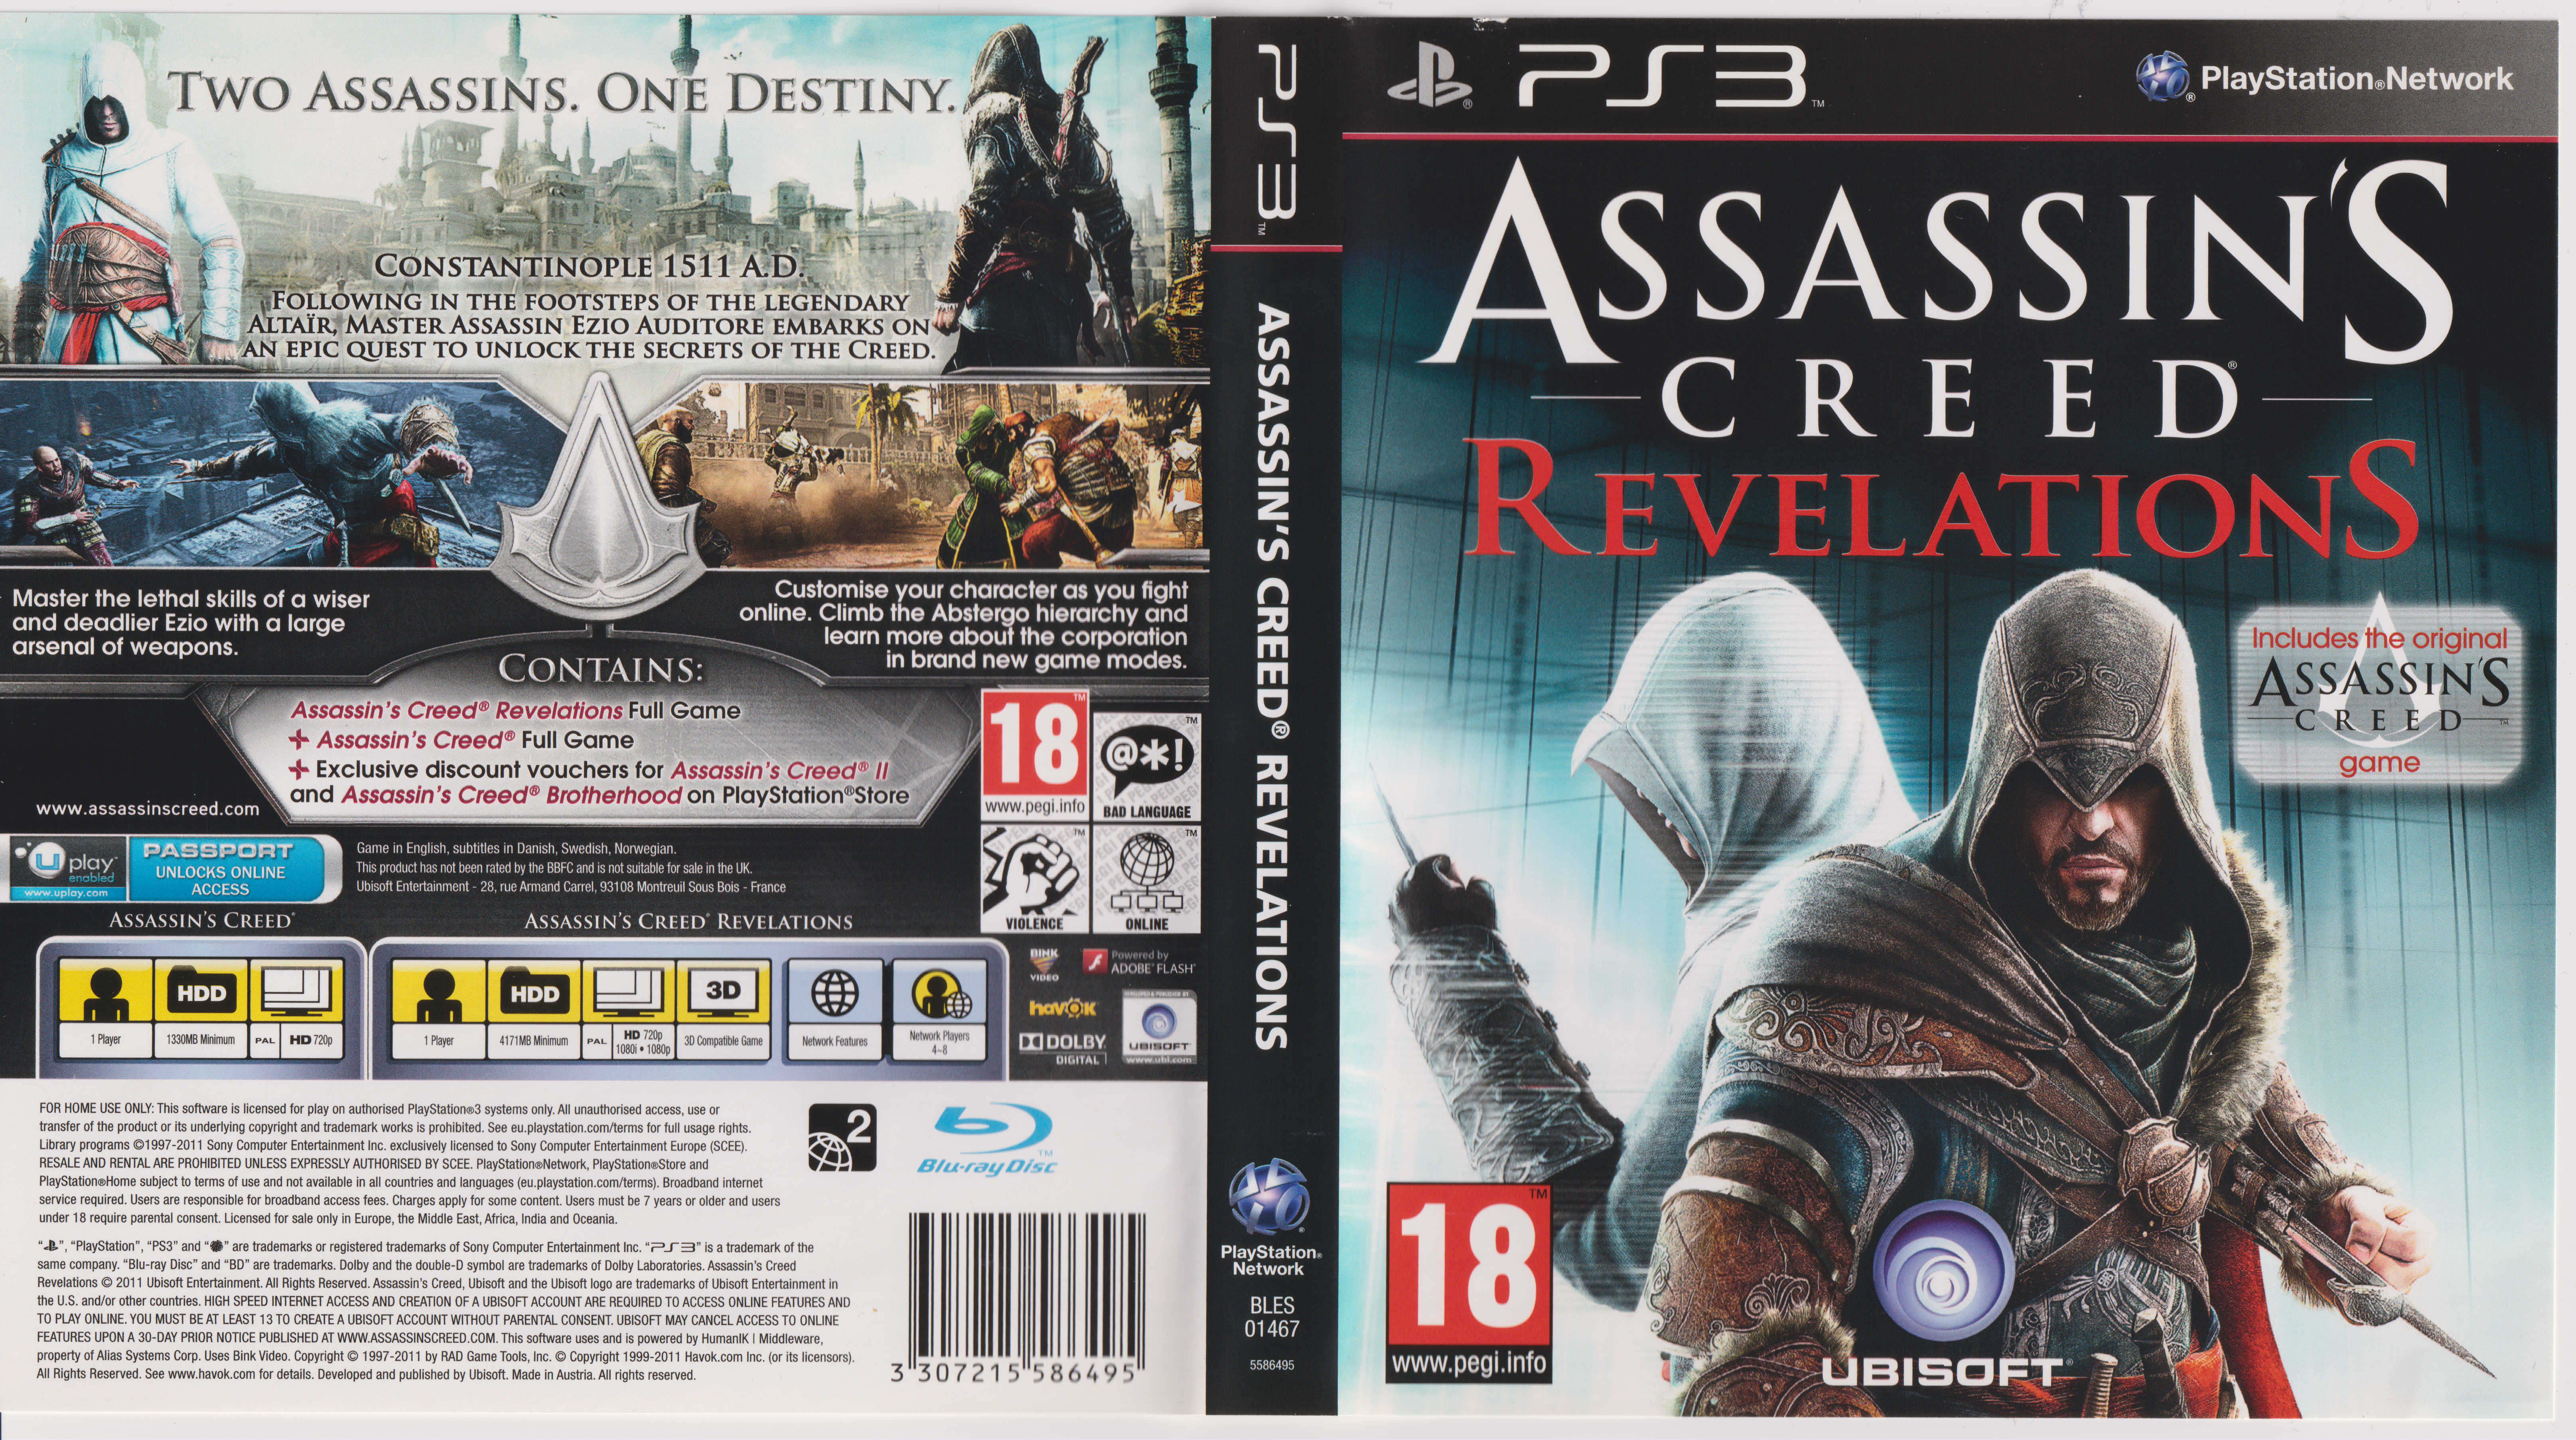 TWO ASSASSINS. ONE DESTINY.
CONSTANTINOPLE 1511 A.D.
FOLLOWING IN THE FOOTSTEPS OF THE LEGENDARY
ALTAÏR, MASTER ASSASSIN EZIO AUDITORE EMBARKS ON
AN EPIC QUEST TO UNLOCK THE SECRETS OF THE CREED.
Master the lethal skills of a wiser
and deadlier Ezio with a large
arsenal of weapons.
Customise your character as you fight
online. Climb the Abstergo hierarchy and
learn more about the corporation
in brand new game modes.
CONTAINS:
Assassin's Creed® Revelations Full Game
+ Assassin's Creed® Full Game
+ Exclusive discount vouchers for Assassin's Creed® II
and Assassin's Creed® Brotherhood on PlayStation®Store
www.assassinscreed.com
18™
www.pegi.info
@*!
BAD LANGUAGE
VIOLENCE
ONLINE
U play™
enabled
www.uplay.com
PASSPORT
UNLOCKS ONLINE
ACCESS
Game in English, subtitles in Danish, Swedish, Norwegian.
This product has not been rated by the BBFC and is not suitable for sale in the UK.
Ubisoft Entertainment - 28, rue Armand Carrel, 93108 Montreuil Sous Bois - France
ASSASSIN'S CREED®
HDD
1 Player
1330MB Minimum
PAL
HD 720p
ASSASSIN'S CREED® REVELATIONS
HDD
3D
1 Player
4171MB Minimum
PAL
HD 720p
1080i • 1080p
3D Compatible Game
Network Features
Network Players
4-8
BINK
VIDEO
Powered by
ADOBE® FLASH®
havok
DOLBY
DIGITAL
DEVELOPED & PUBLISHED BY
UBISOFT
www.ubi.com
FOR HOME USE ONLY: This software is licensed for play on authorised PlayStation®3 systems only. All unauthorised access, use or
transfer of the product or its underlying copyright and trademark works is prohibited. See eu.playstation.com/terms for full usage rights.
Library programs ©1997-2011 Sony Computer Entertainment Inc. exclusively licensed to Sony Computer Entertainment Europe (SCEE).
RESALE AND RENTAL ARE PROHIBITED UNLESS EXPRESSLY AUTHORISED BY SCEE. PlayStation®Network, PlayStation®Store and
PlayStation®Home subject to terms of use and not available in all countries and languages (eu.playstation.com/terms). Broadband internet
service required. Users are responsible for broadband access fees. Charges apply for some content. Users must be 7 years or older and users
under 18 require parental consent. Licensed for sale only in Europe, the Middle East, Africa, India and Oceania.
2
Blu-ray Disc™
“ ”, “PlayStation”, “PS3” and “ ” are trademarks or registered trademarks of Sony Computer Entertainment Inc. “PS3” is a trademark of the
same company. “Blu-ray Disc” and “BD” are trademarks. Dolby and the double-D symbol are trademarks of Dolby Laboratories. Assassin's Creed
Revelations © 2011 Ubisoft Entertainment. All Rights Reserved. Assassin's Creed, Ubisoft and the Ubisoft logo are trademarks of Ubisoft Entertainment in
the U.S. and/or other countries. HIGH SPEED INTERNET ACCESS AND CREATION OF A UBISOFT ACCOUNT ARE REQUIRED TO ACCESS ONLINE FEATURES AND
TO PLAY ONLINE. YOU MUST BE AT LEAST 13 TO CREATE A UBISOFT ACCOUNT WITHOUT PARENTAL CONSENT. UBISOFT MAY CANCEL ACCESS TO ONLINE
FEATURES UPON A 30-DAY PRIOR NOTICE PUBLISHED AT WWW.ASSASSINSCREED.COM. This software uses and is powered by HumanIK | Middleware,
property of Alias Systems Corp. Uses Bink Video. Copyright © 1997-2011 by RAD Game Tools, Inc. © Copyright 1999-2011 Havok.com Inc. (or its licensors).
All Rights Reserved. See www.havok.com for details. Developed and published by Ubisoft. Made in Austria. All rights reserved.
3 307215 586495
PS3™
ASSASSIN'S CREED® REVELATIONS
PlayStation®
Network
BLES
01467
5586495
PS3™
PlayStation®Network
ASSASSIN'S
CREED®
REVELATIONS
Includes the original
ASSASSIN'S
CREED™
game
18™
www.pegi.info
UBISOFT®